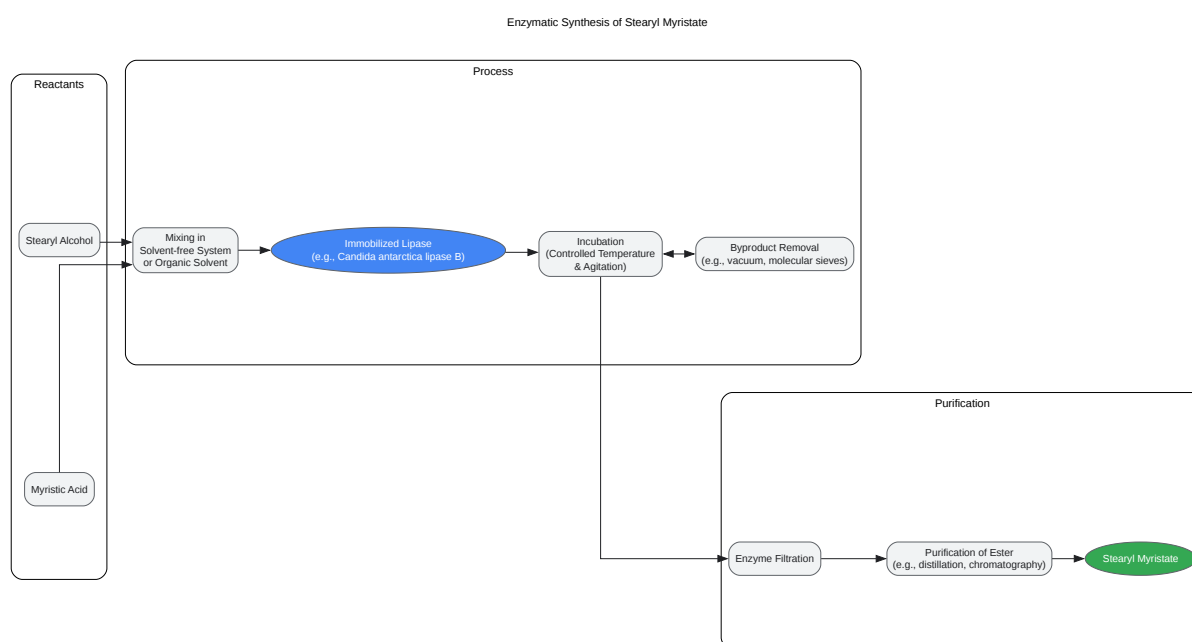 Enzymatic Synthesis of Stearyl Myristate
Reactants
Stearyl Alcohol
Myristic Acid
Process
Mixing in
Solvent-free System
or Organic Solvent
Immobilized Lipase
(e.g., Candida antarctica lipase B)
Incubation
(Controlled Temperature
& Agitation)
Byproduct Removal
(e.g., vacuum, molecular sieves)
Purification
Enzyme Filtration
Purification of Ester
(e.g., distillation, chromatography)
Stearyl Myristate